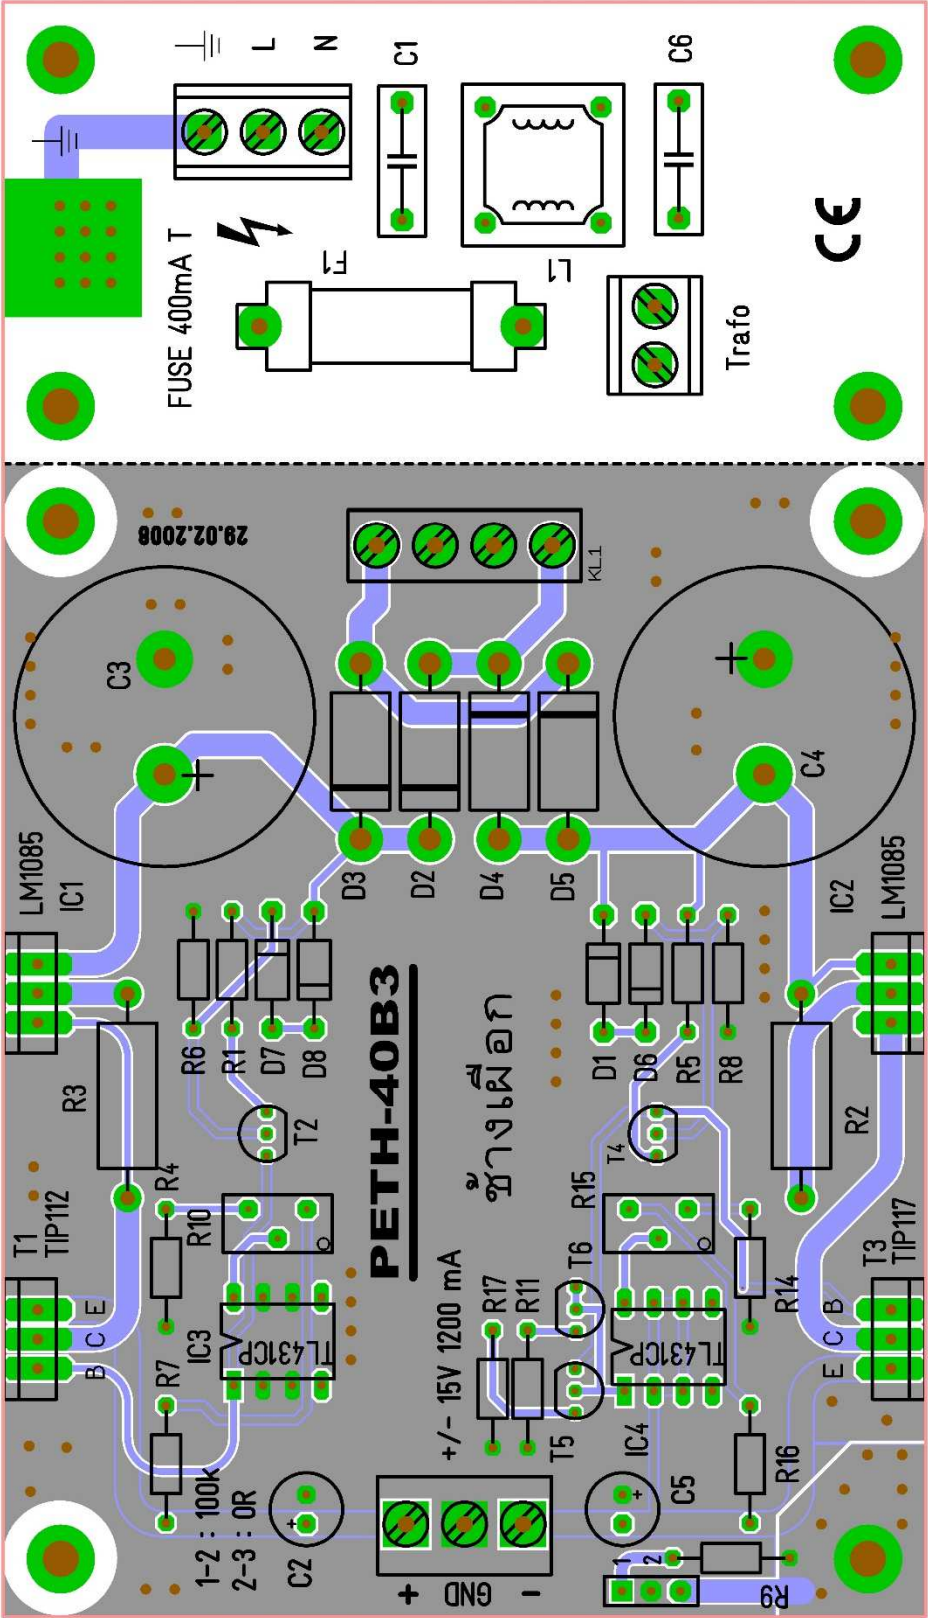 L
N
C1
C6
FUSE 400mA T
F1
L1
Trafo
CE
29.02.2008
KL1
C3
C4
LM1085
IC1
D3
D2
D4
D5
IC2
LM1085
R3
R6
R1
D7
D8
PETH-40B3
ช้างเผือก
D1
D6
R5
R8
R2
T2
T4
R4
R10
R15
T1
TIP112
E
C
B
IC3
TL431CP
R7
+/- 15V 1200 mA
R17
R11
T6
T5
IC4
TL431CP
R14
R16
T3
TIP117
B
C
E
1-2 : 100k
2-3 : 0R
C2
+
+
GND
-
C5
+
1
2
R9